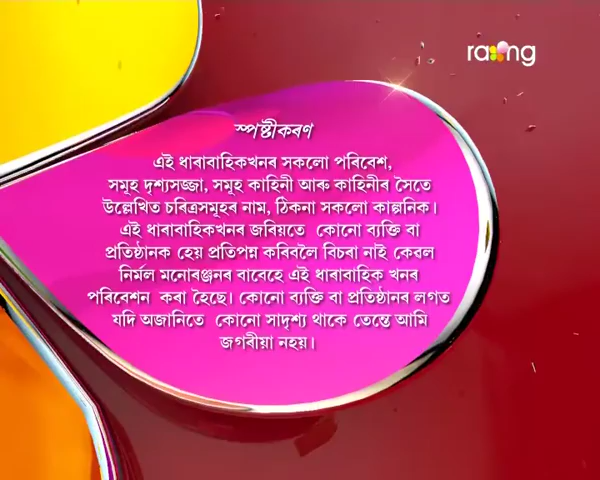 rang
স্পষ্টীকৰণ
এই ধাৰাবাহিকখনৰ সকলো পৰিবেশ,
সমূহ দৃশ্যসজ্জা, সমূহ কাহিনী আৰু কাহিনীৰ সৈতে
উল্লেখিত চৰিত্ৰসমূহৰ নাম, ঠিকনা সকলো কাল্পনিক।
এই ধাৰাবাহিকখনৰ জৰিয়তে কোনো ব্যক্তি বা
প্ৰতিষ্ঠানক হেয় প্ৰতিপন্ন কৰিবলৈ বিচৰা নাই কেৱল
নিৰ্মল মনোৰঞ্জনৰ বাবেহে এই ধাৰাবাহিক খনৰ
পৰিবেশন কৰা হৈছে। কোনো ব্যক্তি বা প্ৰতিষ্ঠানৰ লগত
যদি অজানিতে কোনো সাদৃশ্য থাকে তেন্তে আমি
জগৰীয়া নহয়।